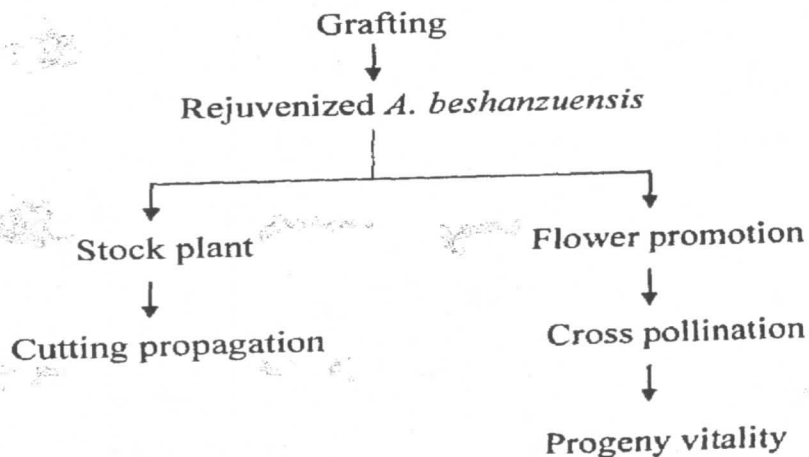 Grafting
Rejuvenized A. beshanzuensis
Stock plant
Flower promotion
Cutting propagation
Cross pollination
Progeny vitality